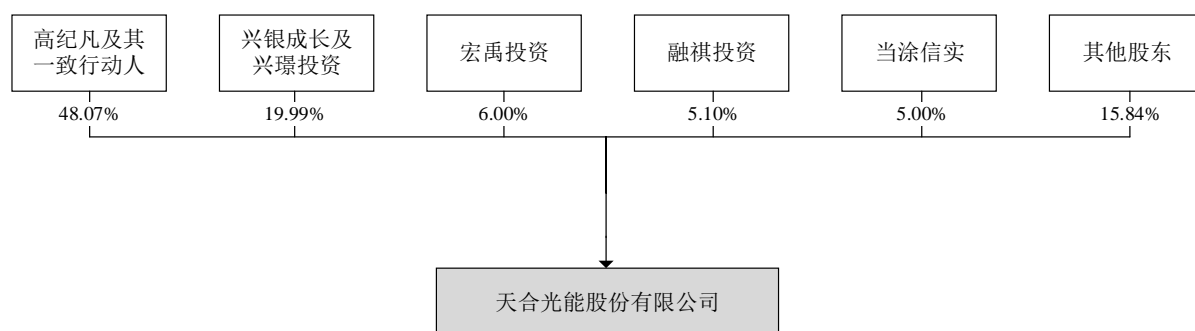 高纪凡及其
一致行动人
兴银成长及
兴璟投资
宏禹投资
融祺投资
当涂信实
其他股东
48.07%
19.99%
6.00%
5.10%
5.00%
15.84%
天合光能股份有限公司